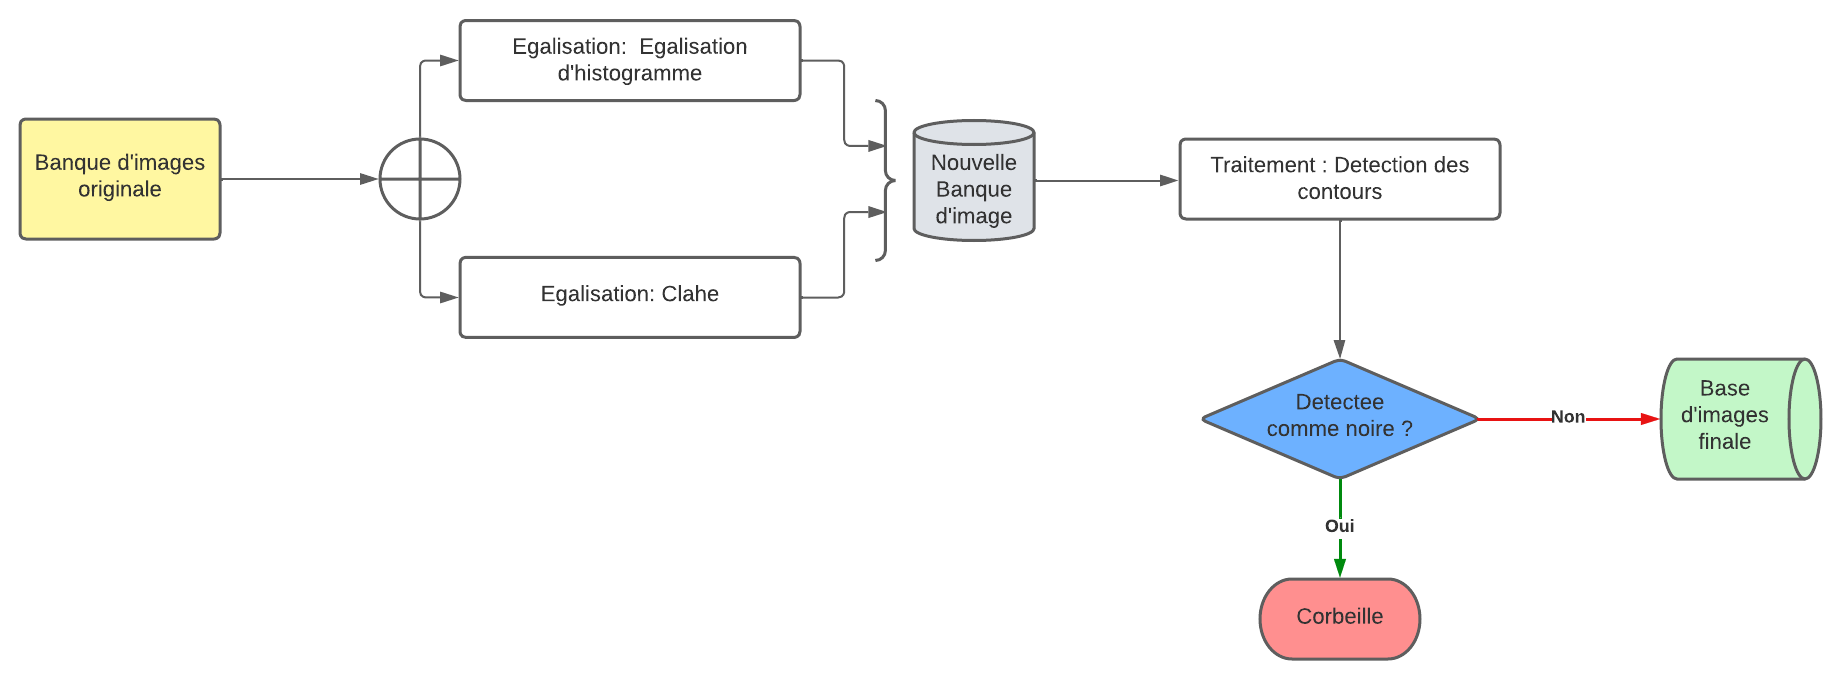 Egalisation:  Egalisation
d'histogramme
Banque d'images
originale
Nouvelle
Banque
d'image
Traitement : Detection des
contours
Egalisation: Clahe
Detectee
comme noire ?
Non
Base
d'images
finale
Oui
Corbeille